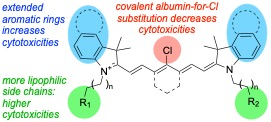 extended
aromatic rings
increases
cytotoxicities
covalent albumin-for-Cl
substitution decreases
cytotoxicities
Cl
N+
N
( )n
( )n
R1
R2
more lipophilic
side chains:
higher
cytotoxicities